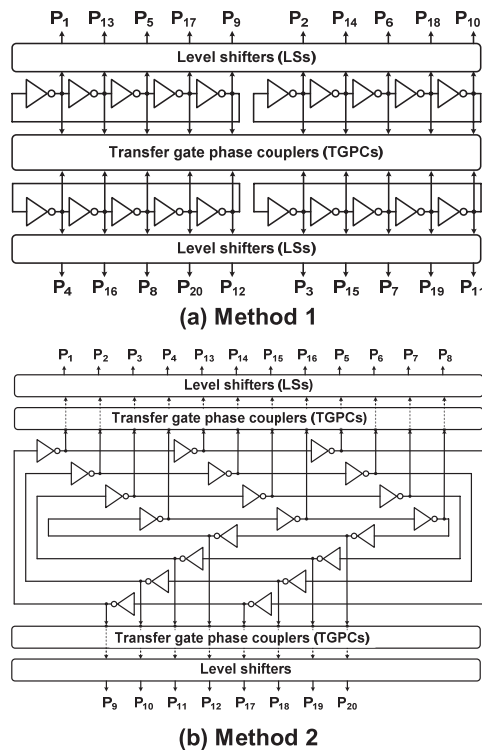 P1 P13 P5 P17 P9 P2 P14 P6 P18 P10
Level shifters (LSs)
Transfer gate phase couplers (TGPCs)
Level shifters (LSs)
P4 P16 P8 P20 P12 P3 P15 P7 P19 P11
(a) Method 1
P1 P2 P3 P4 P13 P14 P15 P16 P5 P6 P7 P8
Level shifters (LSs)
Transfer gate phase couplers (TGPCs)
Transfer gate phase couplers (TGPCs)
Level shifters
P9 P10 P11 P12 P17 P18 P19 P20
(b) Method 2